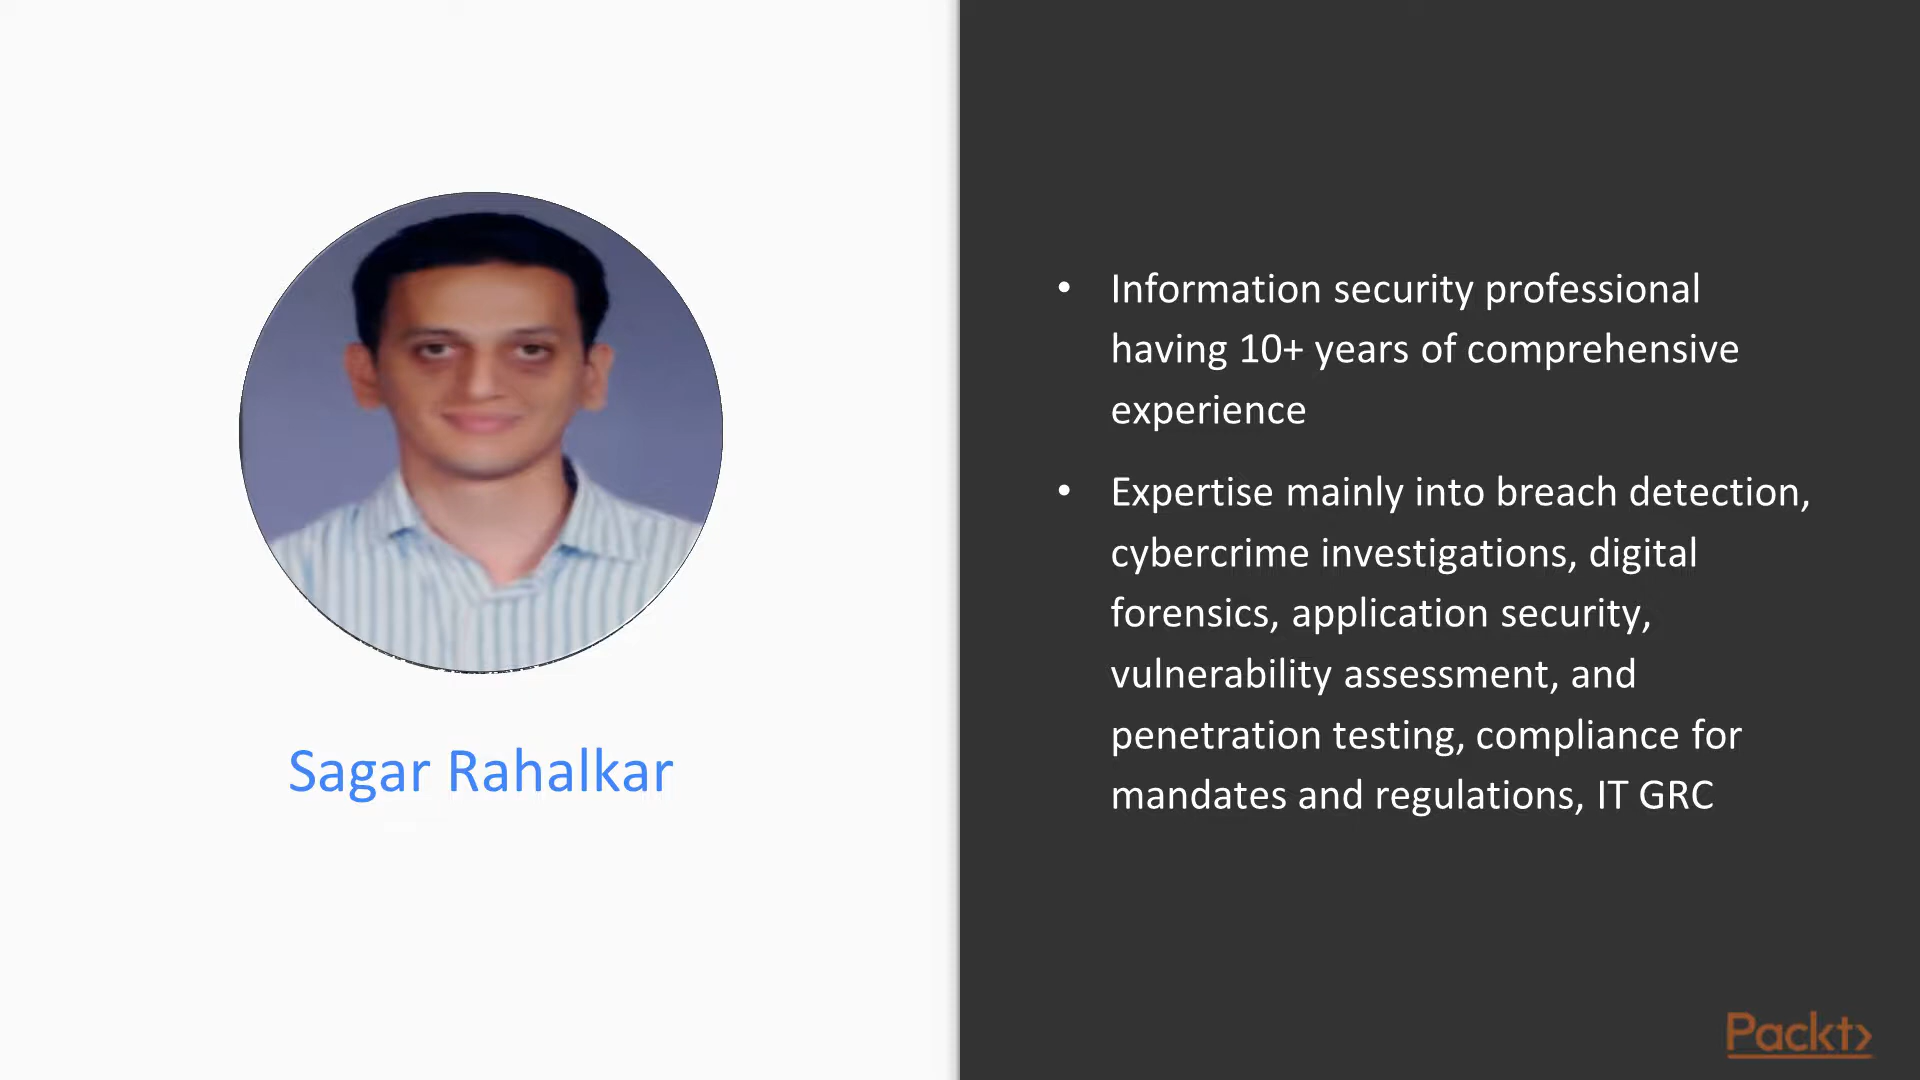 Sagar Rahalkar
• Information security professional
having 10+ years of comprehensive
experience
• Expertise mainly into breach detection,
cybercrime investigations, digital
forensics, application security,
vulnerability assessment, and
penetration testing, compliance for
mandates and regulations, IT GRC
Packt